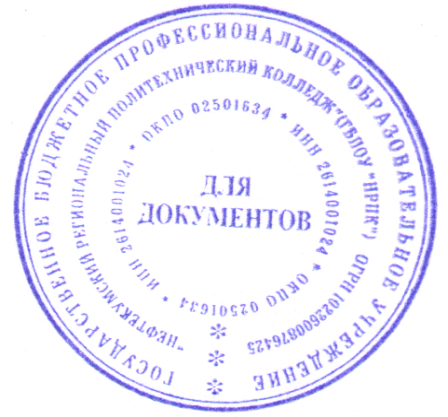 ГОСУДАРСТВЕННОЕ БЮДЖЕТНОЕ ПРОФЕССИОНАЛЬНОЕ ОБРАЗОВАТЕЛЬНОЕ УЧРЕЖДЕНИЕ
"НЕФТЕКУМСКИЙ РЕГИОНАЛЬНЫЙ ПОЛИТЕХНИЧЕСКИЙ КОЛЛЕДЖ" (ГБПОУ "НРПК") ОГРН 1022600876425
* ИНН 2614001024 * ОКПО 02501634 * ИНН 2614001024 * ОКПО 02501634
ДЛЯ
ДОКУМЕНТОВ
* * *